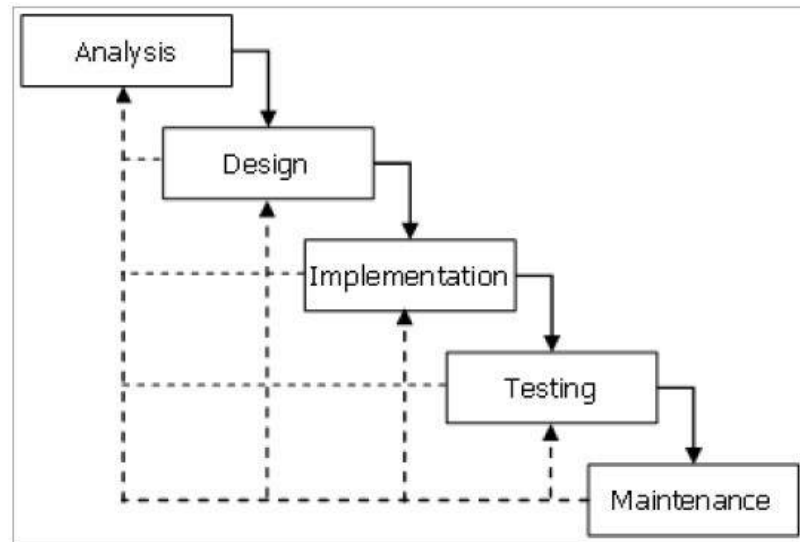 Analysis
Design
Implementation
Testing
Maintenance